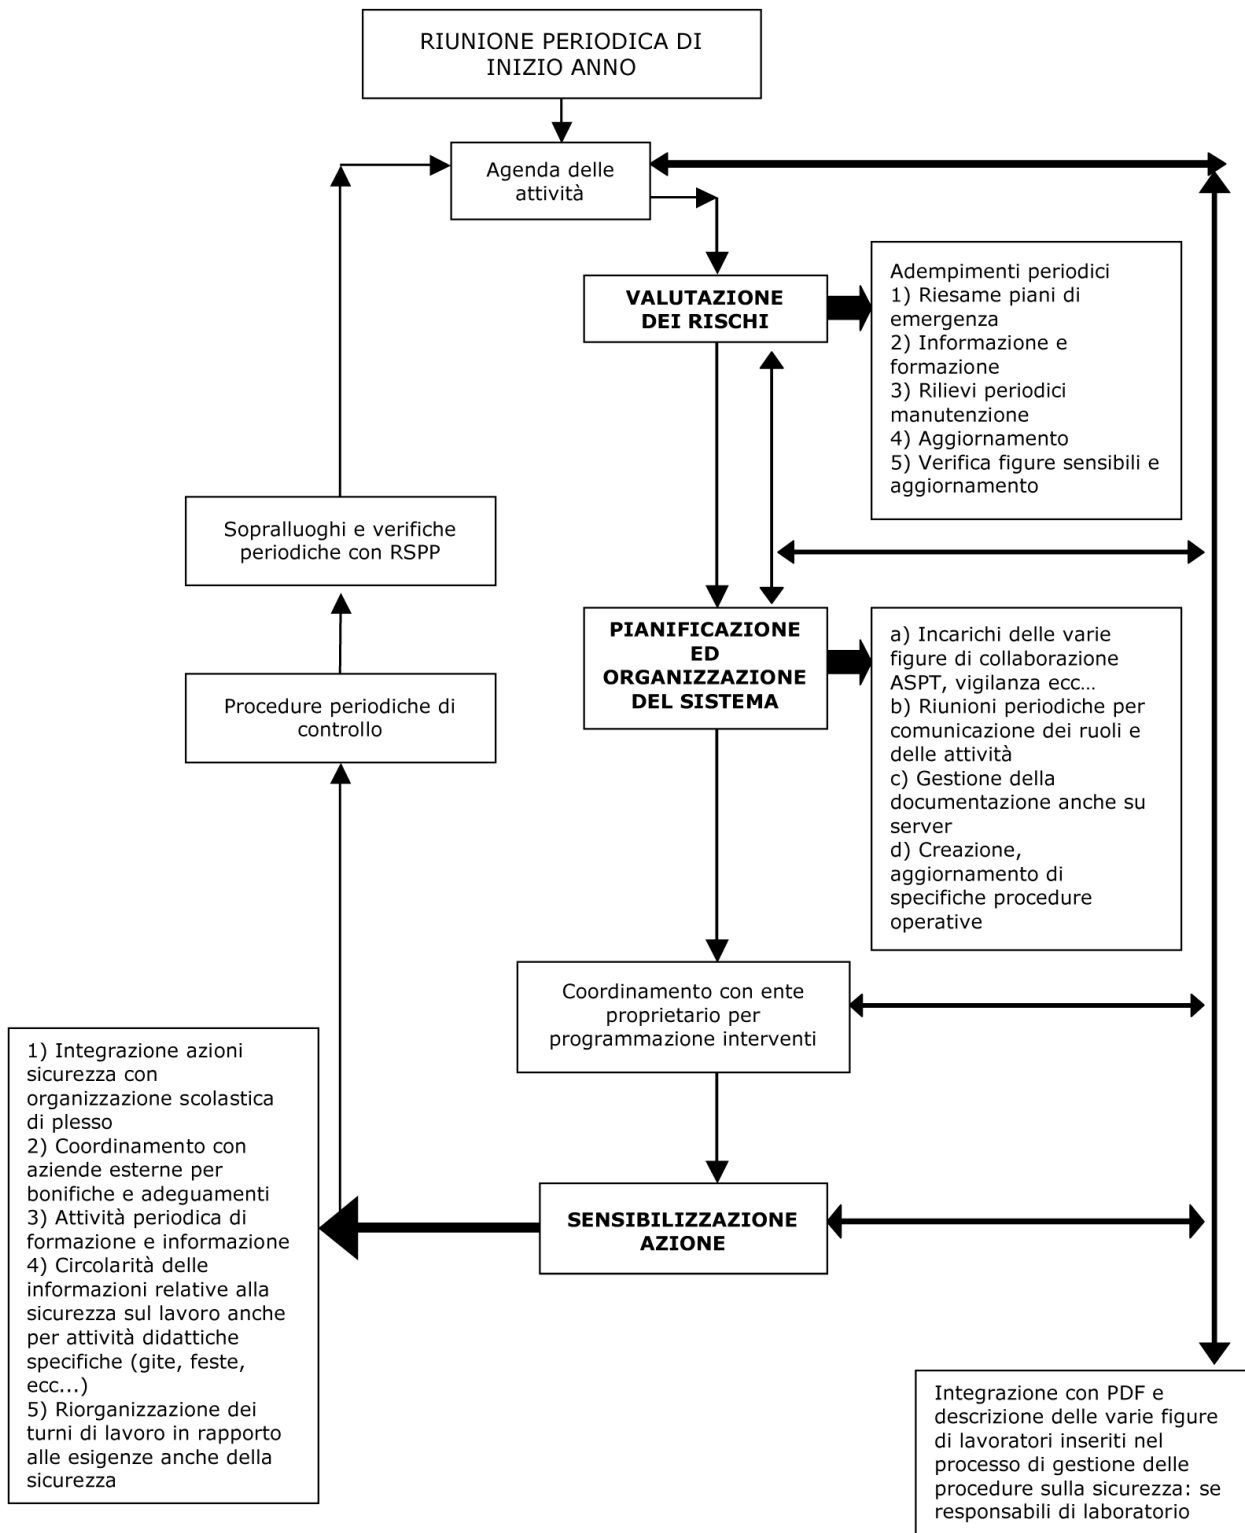 RIUNIONE PERIODICA DI
INIZIO ANNO
Agenda delle
attività
VALUTAZIONE
DEI RISCHI
Adempimenti periodici
1) Riesame piani di
emergenza
2) Informazione e
formazione
3) Rilievi periodici
manutenzione
4) Aggiornamento
5) Verifica figure sensibili e
aggiornamento
Sopralluoghi e verifiche
periodiche con RSPP
PIANIFICAZIONE
ED
ORGANIZZAZIONE
DEL SISTEMA
a) Incarichi delle varie
figure di collaborazione
ASPT, vigilanza ecc...
b) Riunioni periodiche per
comunicazione dei ruoli e
delle attività
c) Gestione della
documentazione anche su
server
d) Creazione,
aggiornamento di
specifiche procedure
operative
Procedure periodiche di
controllo
Coordinamento con ente
proprietario per
programmazione interventi
1) Integrazione azioni
sicurezza con
organizzazione scolastica
di plesso
2) Coordinamento con
aziende esterne per
bonifiche e adeguamenti
3) Attività periodica di
formazione e informazione
4) Circolarità delle
informazioni relative alla
sicurezza sul lavoro anche
per attività didattiche
specifiche (gite, feste,
ecc...)
5) Riorganizzazione dei
turni di lavoro in rapporto
alle esigenze anche della
sicurezza
SENSIBILIZZAZIONE
AZIONE
Integrazione con PDF e
descrizione delle varie figure
di lavoratori inseriti nel
processo di gestione delle
procedure sulla sicurezza: se
responsabili di laboratorio